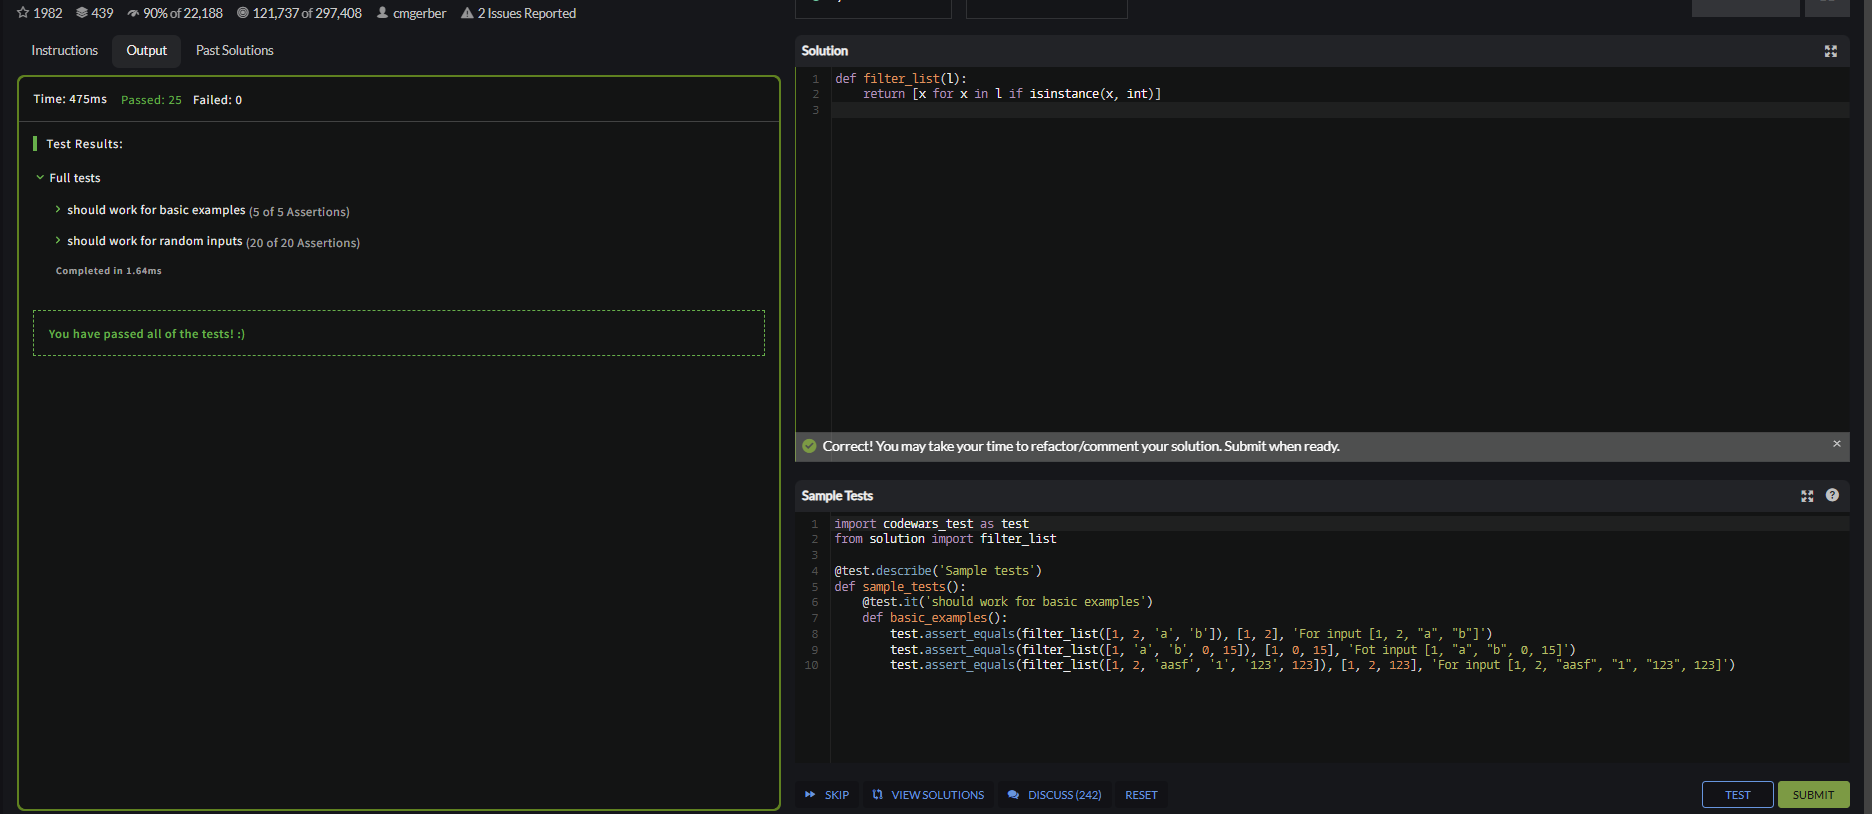 1982 439 90% of 22,188 121,737 of 297,408 cmgerber 2 Issues Reported
Instructions Output Past Solutions
Time: 475ms Passed: 25 Failed: 0
Test Results:
Full tests
should work for basic examples (5 of 5 Assertions)
should work for random inputs (20 of 20 Assertions)
Completed in 1.64ms
You have passed all of the tests! :)
Solution
1 def filter_list(l):
2     return [x for x in l if isinstance(x, int)]
3
Correct! You may take your time to refactor/comment your solution. Submit when ready.
Sample Tests
1 import codewars_test as test
2 from solution import filter_list
3
4 @test.describe('Sample tests')
5 def sample_tests():
6     @test.it('should work for basic examples')
7     def basic_examples():
8         test.assert_equals(filter_list([1, 2, 'a', 'b']), [1, 2], 'For input [1, 2, "a", "b"]')
9         test.assert_equals(filter_list([1, 'a', 'b', 0, 15]), [1, 0, 15], 'Fot input [1, "a", "b", 0, 15]')
10         test.assert_equals(filter_list([1, 2, 'aasf', '1', '123', 123]), [1, 2, 123], 'For input [1, 2, "aasf", "1", "123", 123]')
SKIP VIEW SOLUTIONS DISCUSS (242) RESET TEST SUBMIT